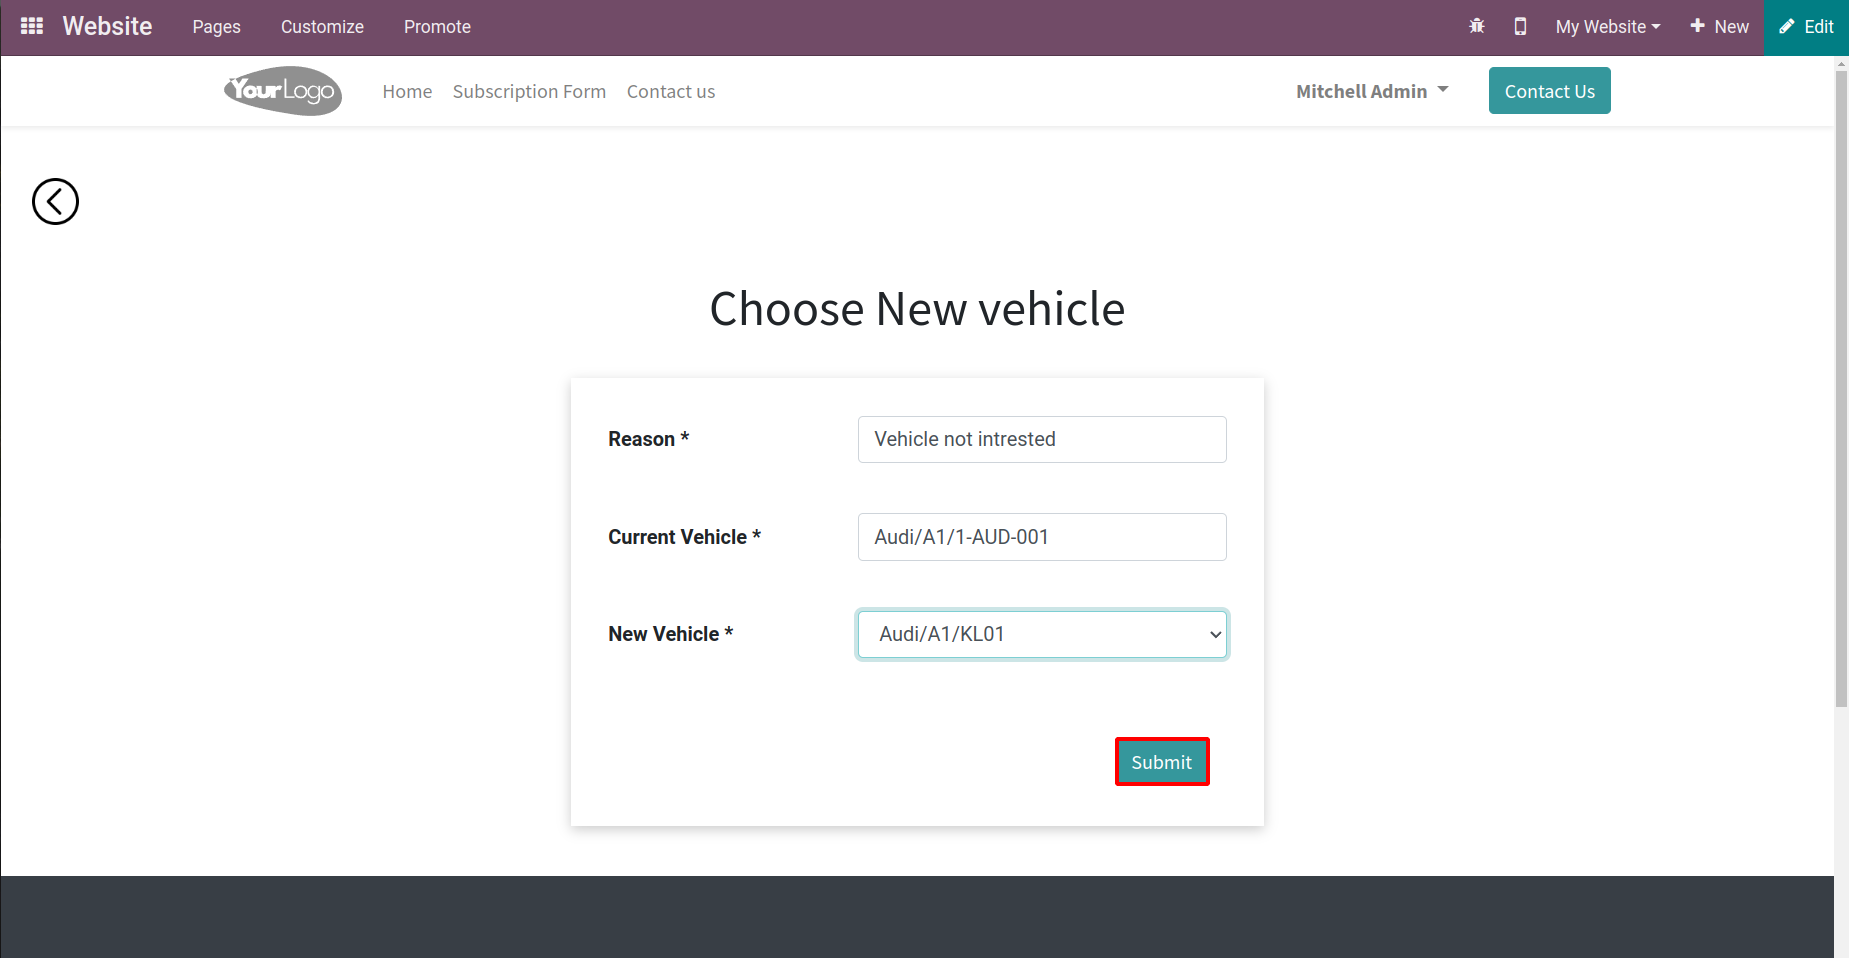 Website Pages Customize Promote My Website New Edit
YourLogo Home Subscription Form Contact us Mitchell Admin Contact Us
Choose New vehicle
Reason * Vehicle not intrested
Current Vehicle * Audi/A1/1-AUD-001
New Vehicle * Audi/A1/KL01
Submit